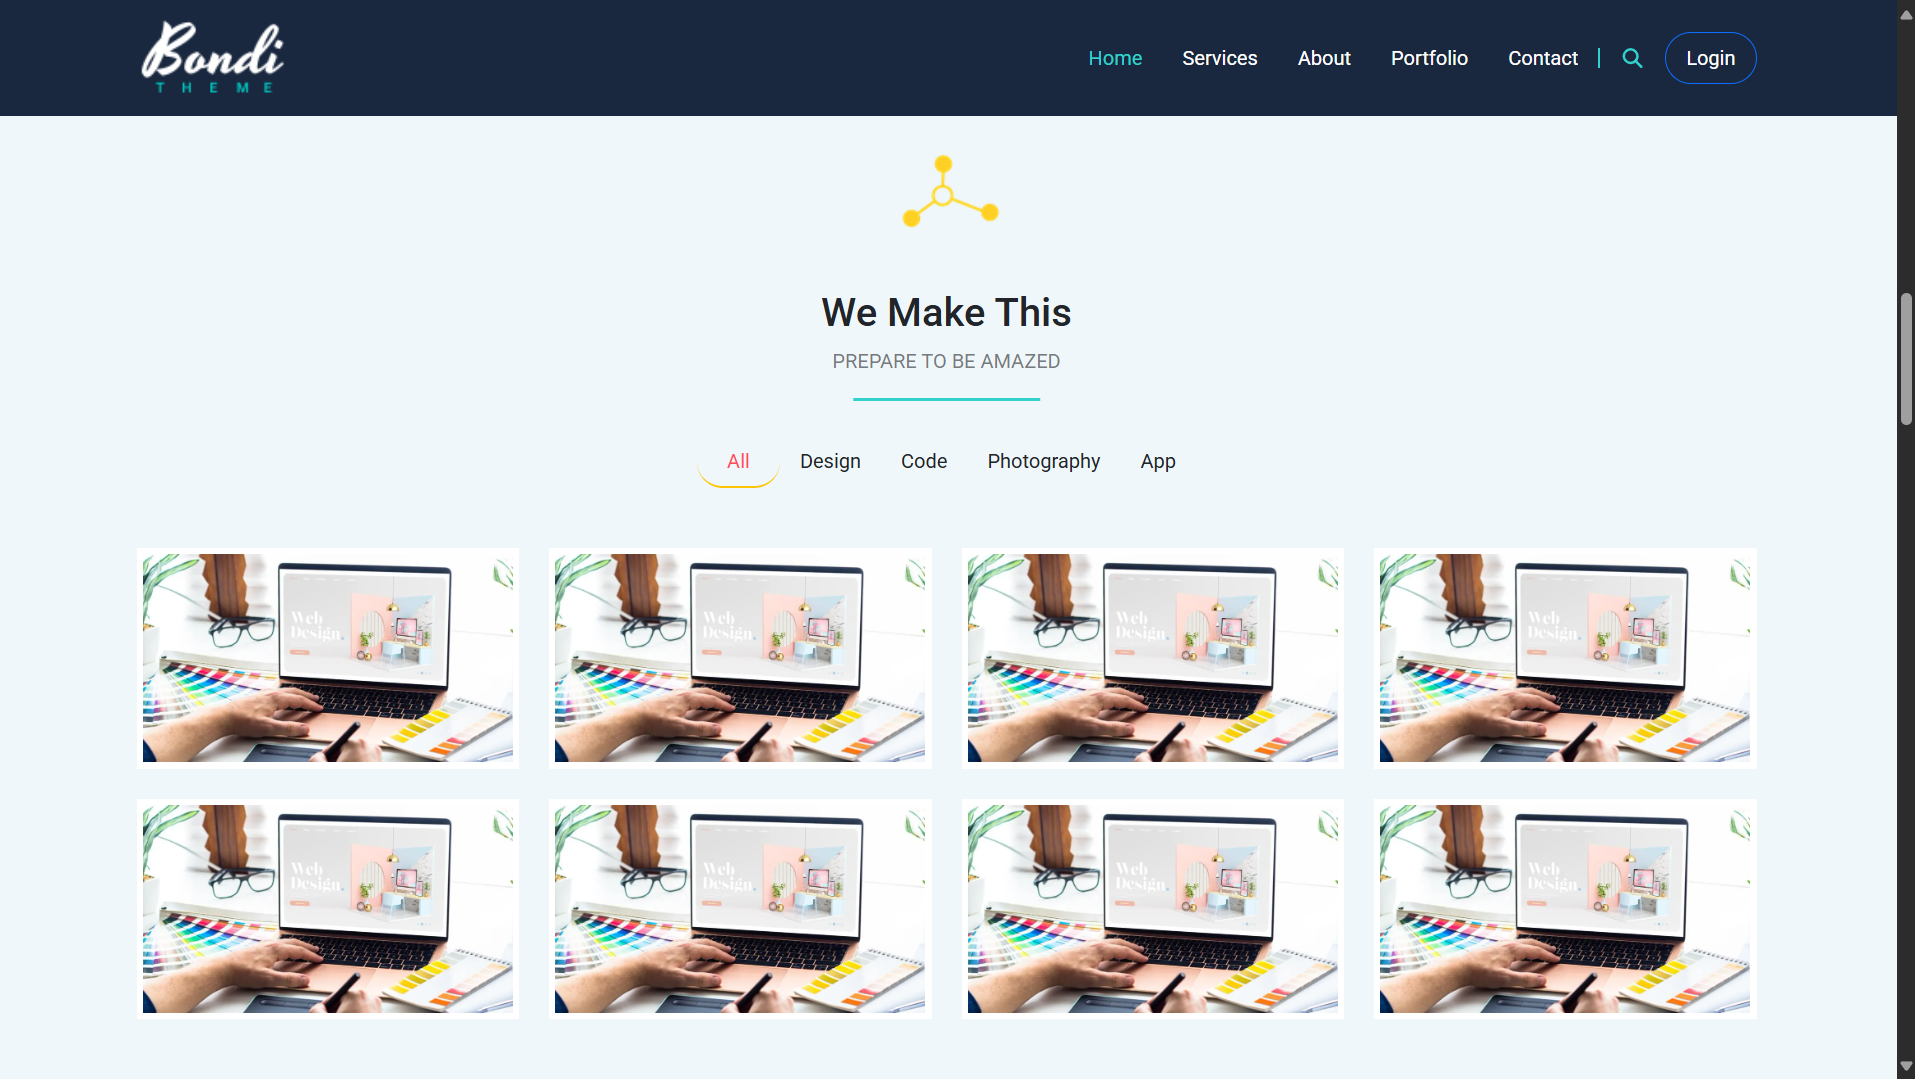 Bondi
THEME
Home Services About Portfolio Contact Login
We Make This
PREPARE TO BE AMAZED
All Design Code Photography App
Web Design. Web Design. Web Design. Web Design.
Web Design. Web Design. Web Design. Web Design.